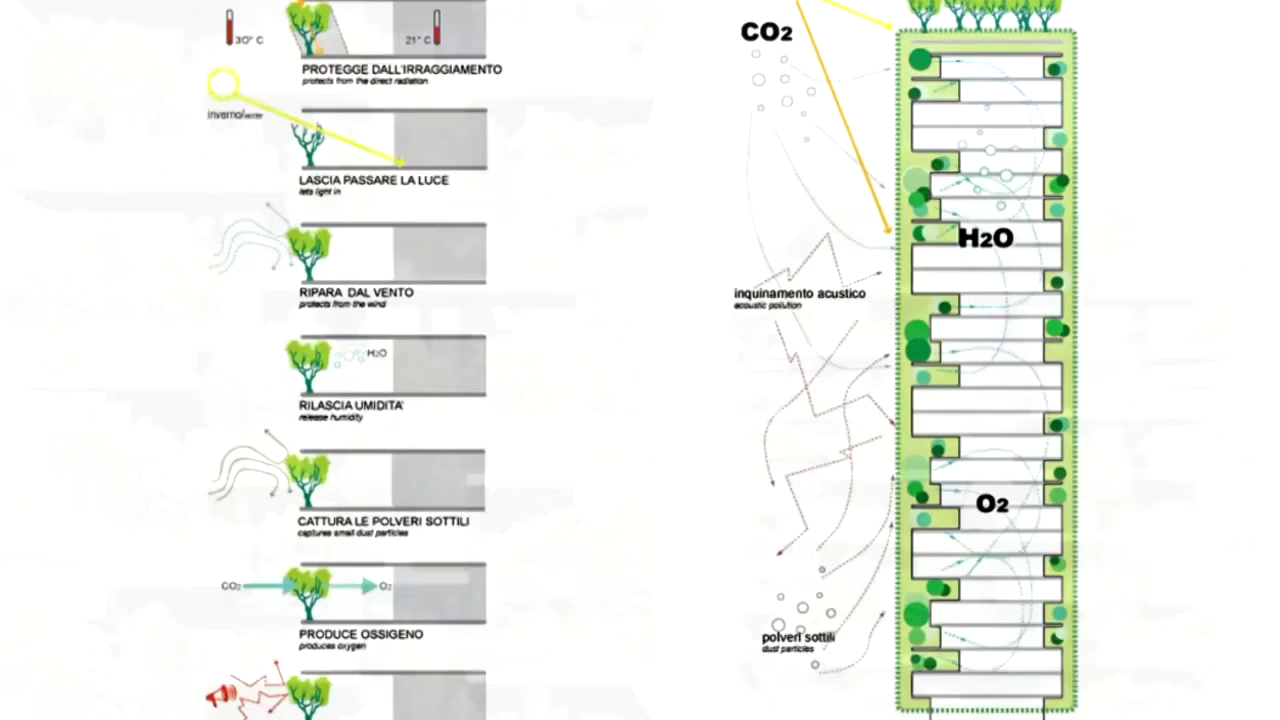 30° C
21° C
PROTEGGE DALL'IRRAGGIAMENTO
protects from the direct radiation
Inverno/winter
LASCIA PASSARE LA LUCE
lets light in
RIPARA DAL VENTO
protects from the wind
H2O
RILASCIA UMIDITA'
release humidity
CATTURA LE POLVERI SOTTILI
captures small dust particles
CO2
O2
PRODUCE OSSIGENO
produces oxygen
CO2
H2O
inquinamento acustico
acoustic pollution
O2
polveri sottili
dust particles